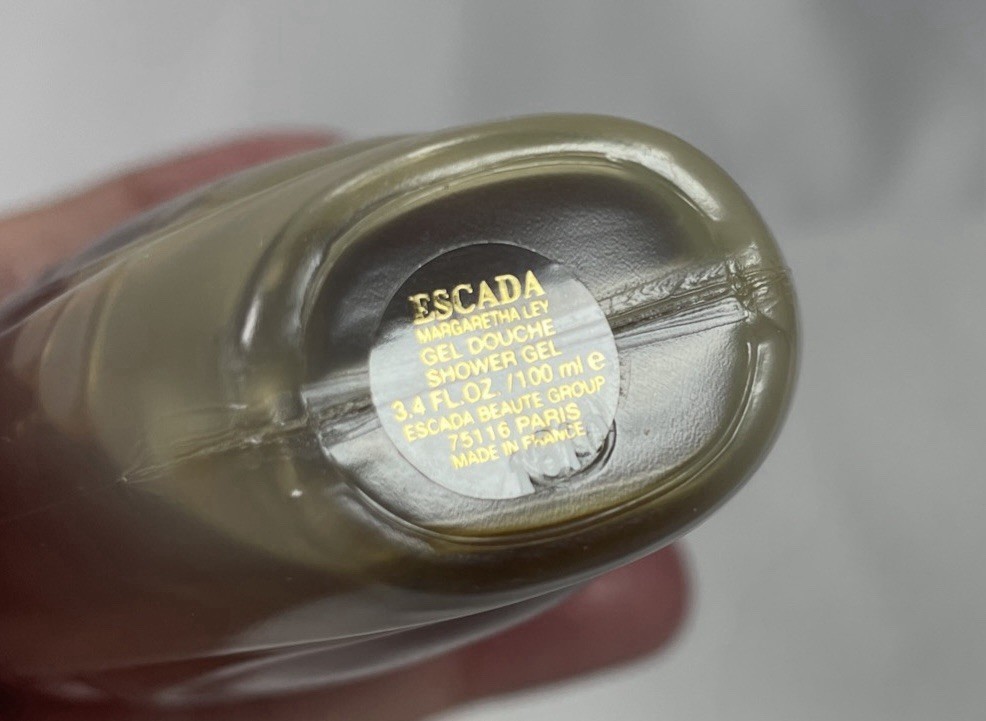 ESCADA
MARGARETHA LEY
GEL DOUCHE
SHOWER GEL
3.4 FL.OZ. /100 ml e
ESCADA BEAUTE GROUP
75116 PARIS
MADE IN FRANCE